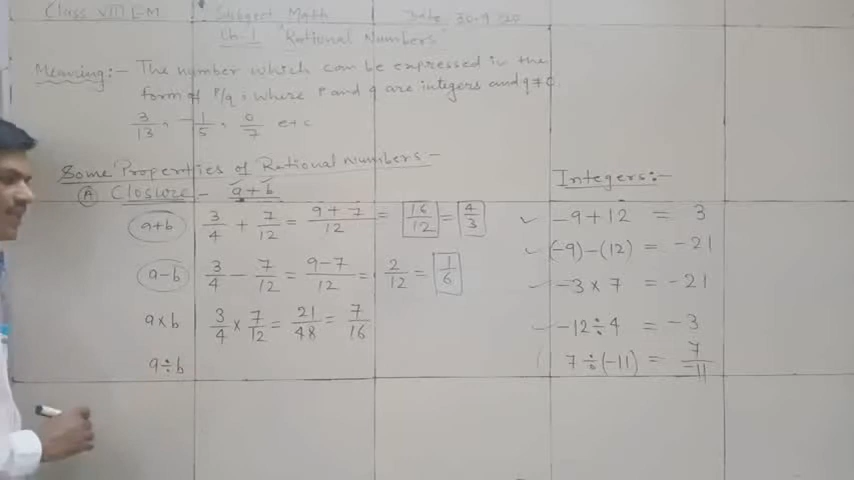 Class VIII E-M Subject Math Date 30-9-20
Ch-1 "Rational Numbers"
Meaning:- The number which can be expressed in the
form of P/q ; where P and q are integers and q≠0
3/13, -1/5, 0/7 etc
Some Properties of Rational numbers-
(A) Closure - a+b
a+b 3/4 + 7/12 = 9+7/12 = 16/12 = 4/3
a-b 3/4 - 7/12 = 9-7/12 = 2/12 = 1/6
a×b 3/4 × 7/12 = 21/48 = 7/16
a÷b
Integers:-
-9+12 = 3
(-9)-(12) = -21
-3×7 = -21
-12÷4 = -3
7÷(-11) = 7/-11